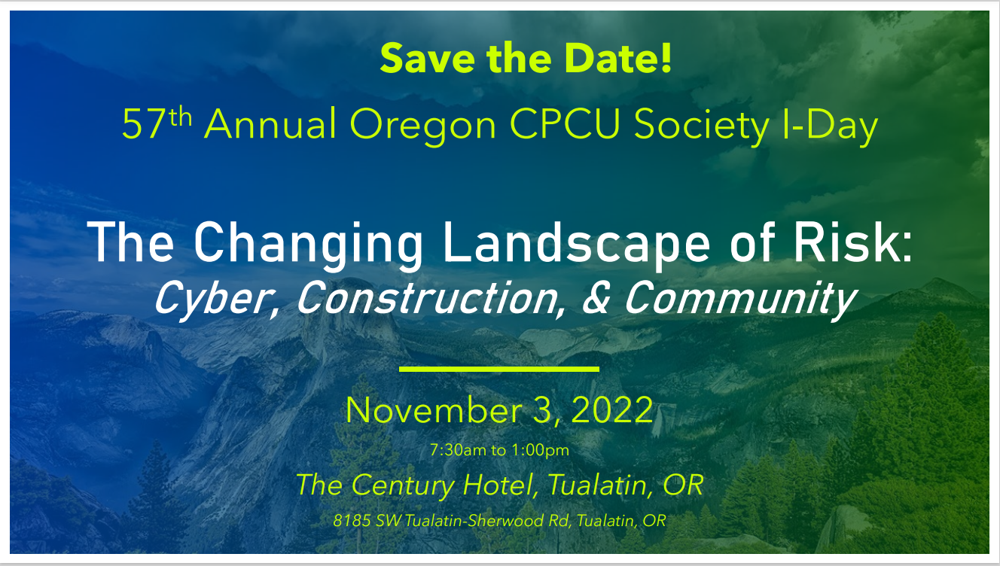 Save the Date!
57th Annual Oregon CPCU Society I-Day
The Changing Landscape of Risk:
Cyber, Construction, & Community
November 3, 2022
7:30am to 1:00pm
The Century Hotel, Tualatin, OR
8185 SW Tualatin-Sherwood Rd, Tualatin, OR